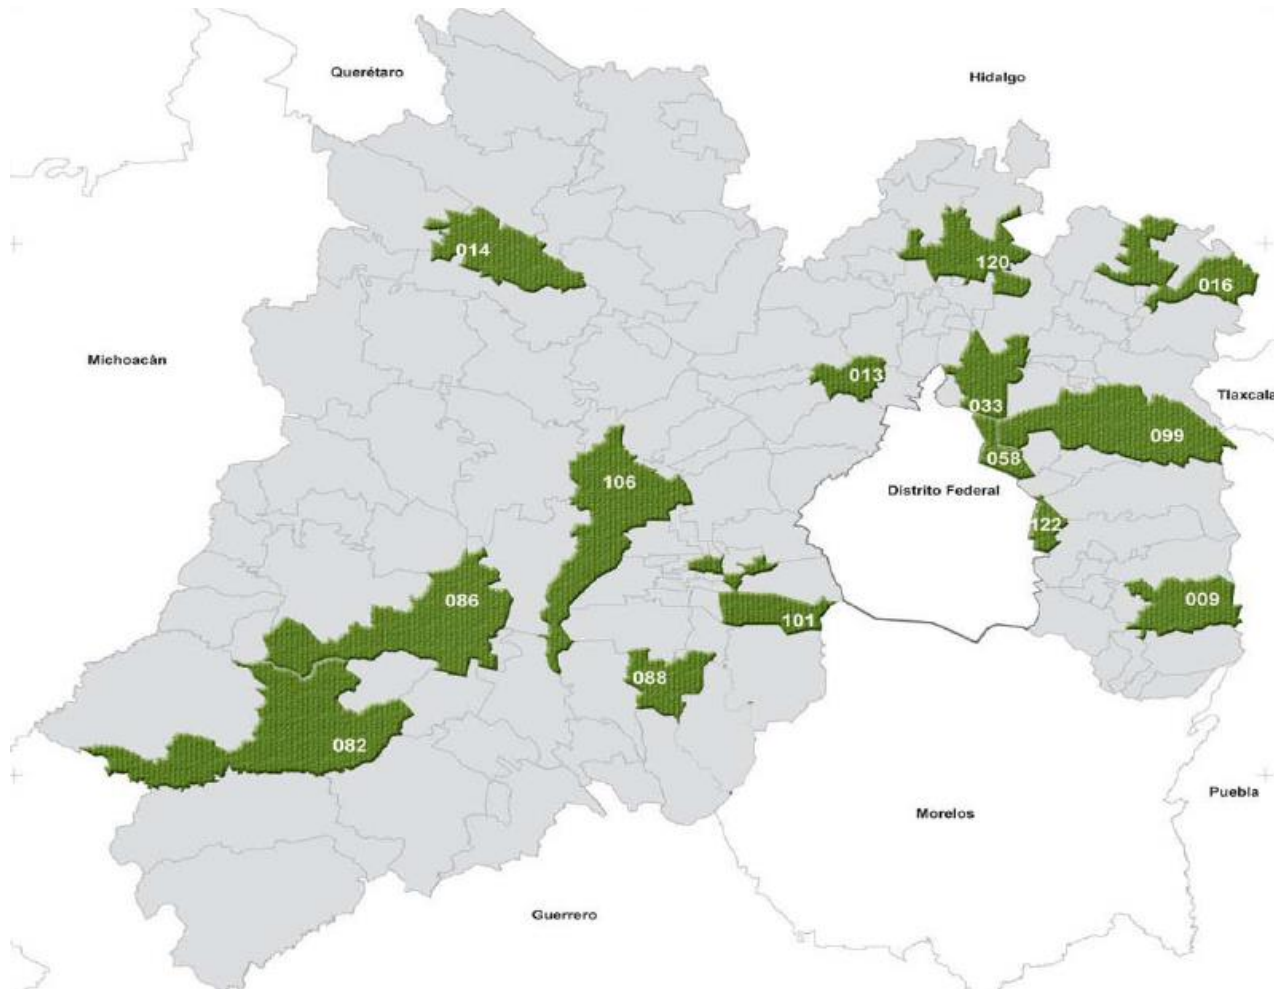 Querétaro
Hidalgo
014
120
016
Michoacán
013
Tlaxcala
033
099
058
106
Distrito Federal
122
086
009
101
088
082
Puebla
Morelos
Guerrero